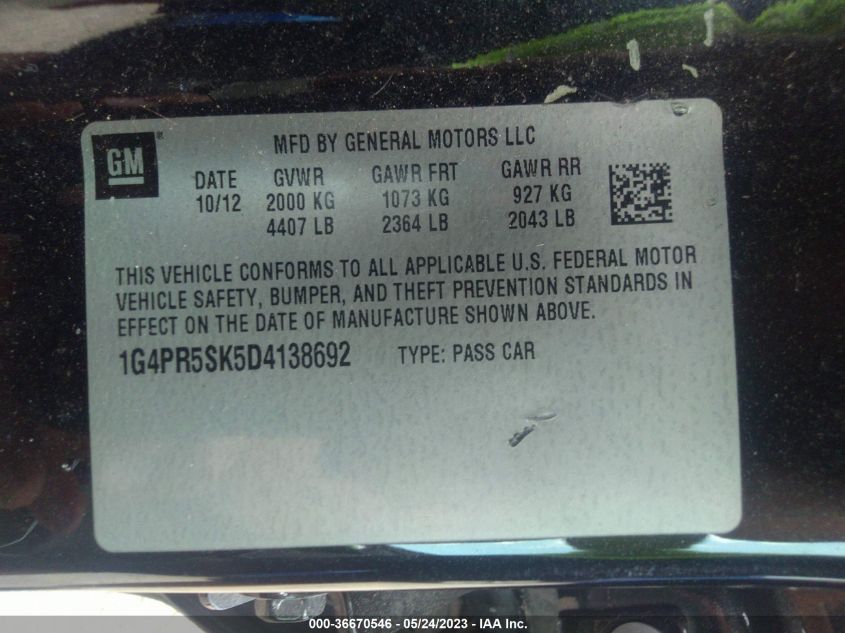 GM ®
MFD BY GENERAL MOTORS LLC
DATE GVWR GAWR FRT GAWR RR
10/12 2000 KG 1073 KG 927 KG
4407 LB 2364 LB 2043 LB
THIS VEHICLE CONFORMS TO ALL APPLICABLE U.S. FEDERAL MOTOR
VEHICLE SAFETY, BUMPER, AND THEFT PREVENTION STANDARDS IN
EFFECT ON THE DATE OF MANUFACTURE SHOWN ABOVE.
1G4PR5SK5D4138692 TYPE: PASS CAR
000-36670546 - 05/24/2023 - IAA Inc.